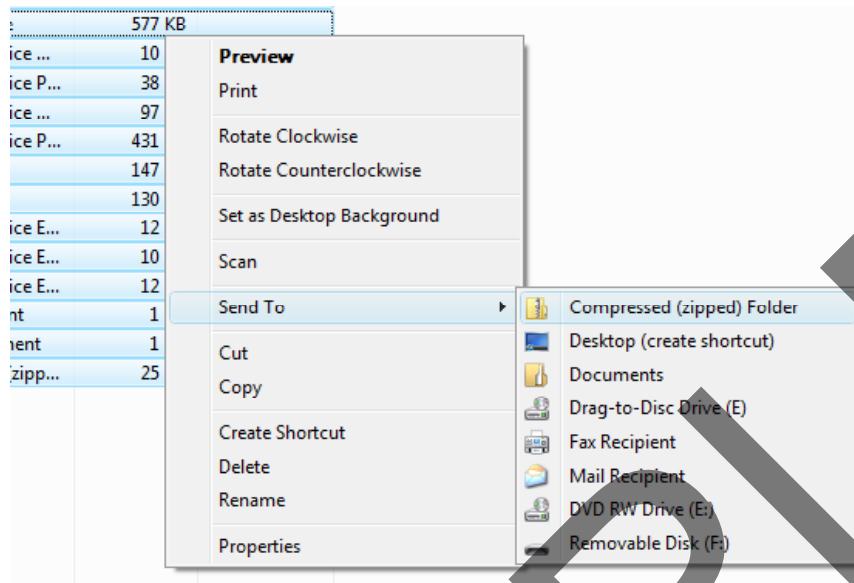 577 KB
ice ... 10
ice P... 38
ice ... 97
ice P... 431
147
130
ice E... 12
ice E... 10
ice E... 12
nt 1
nent 1
zipp... 25
Preview
Print
Rotate Clockwise
Rotate Counterclockwise
Set as Desktop Background
Scan
Send To
Cut
Copy
Create Shortcut
Delete
Rename
Properties
Compressed (zipped) Folder
Desktop (create shortcut)
Documents
Drag-to-Disc Drive (E)
Fax Recipient
Mail Recipient
DVD RW Drive (E:)
Removable Disk (F:)